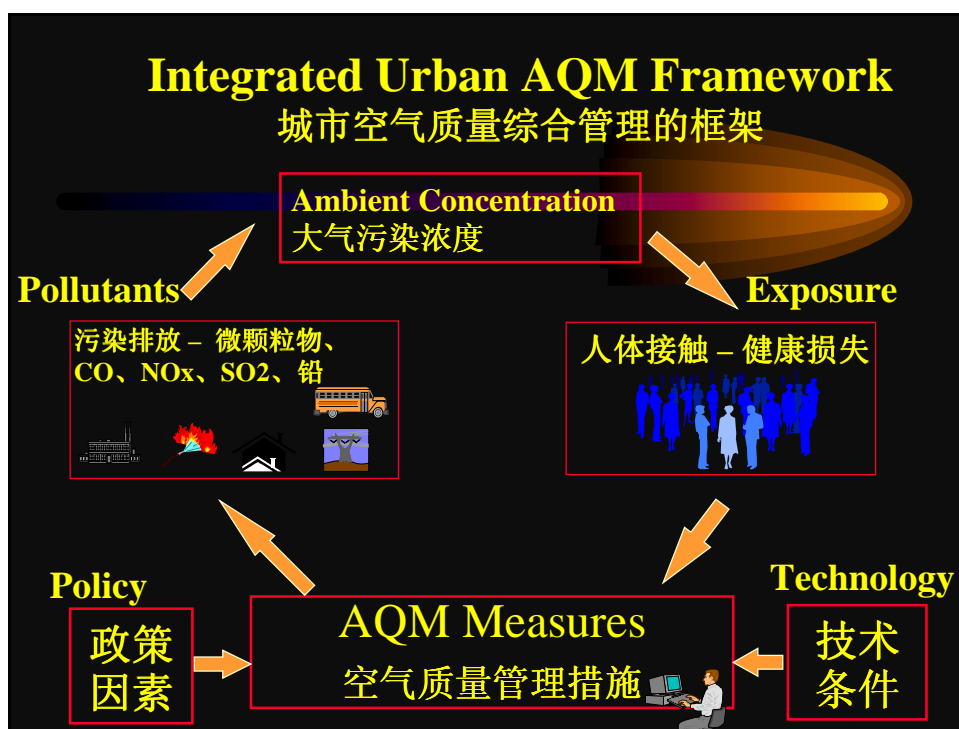 Integrated Urban AQM Framework
城市空气质量综合管理的框架
Ambient Concentration
大气污染浓度
Pollutants
Exposure
污染排放 – 微颗粒物、
CO、NOx、SO2、铅
人体接触 – 健康损失
Policy
Technology
政策
因素
AQM Measures
空气质量管理措施
技术
条件